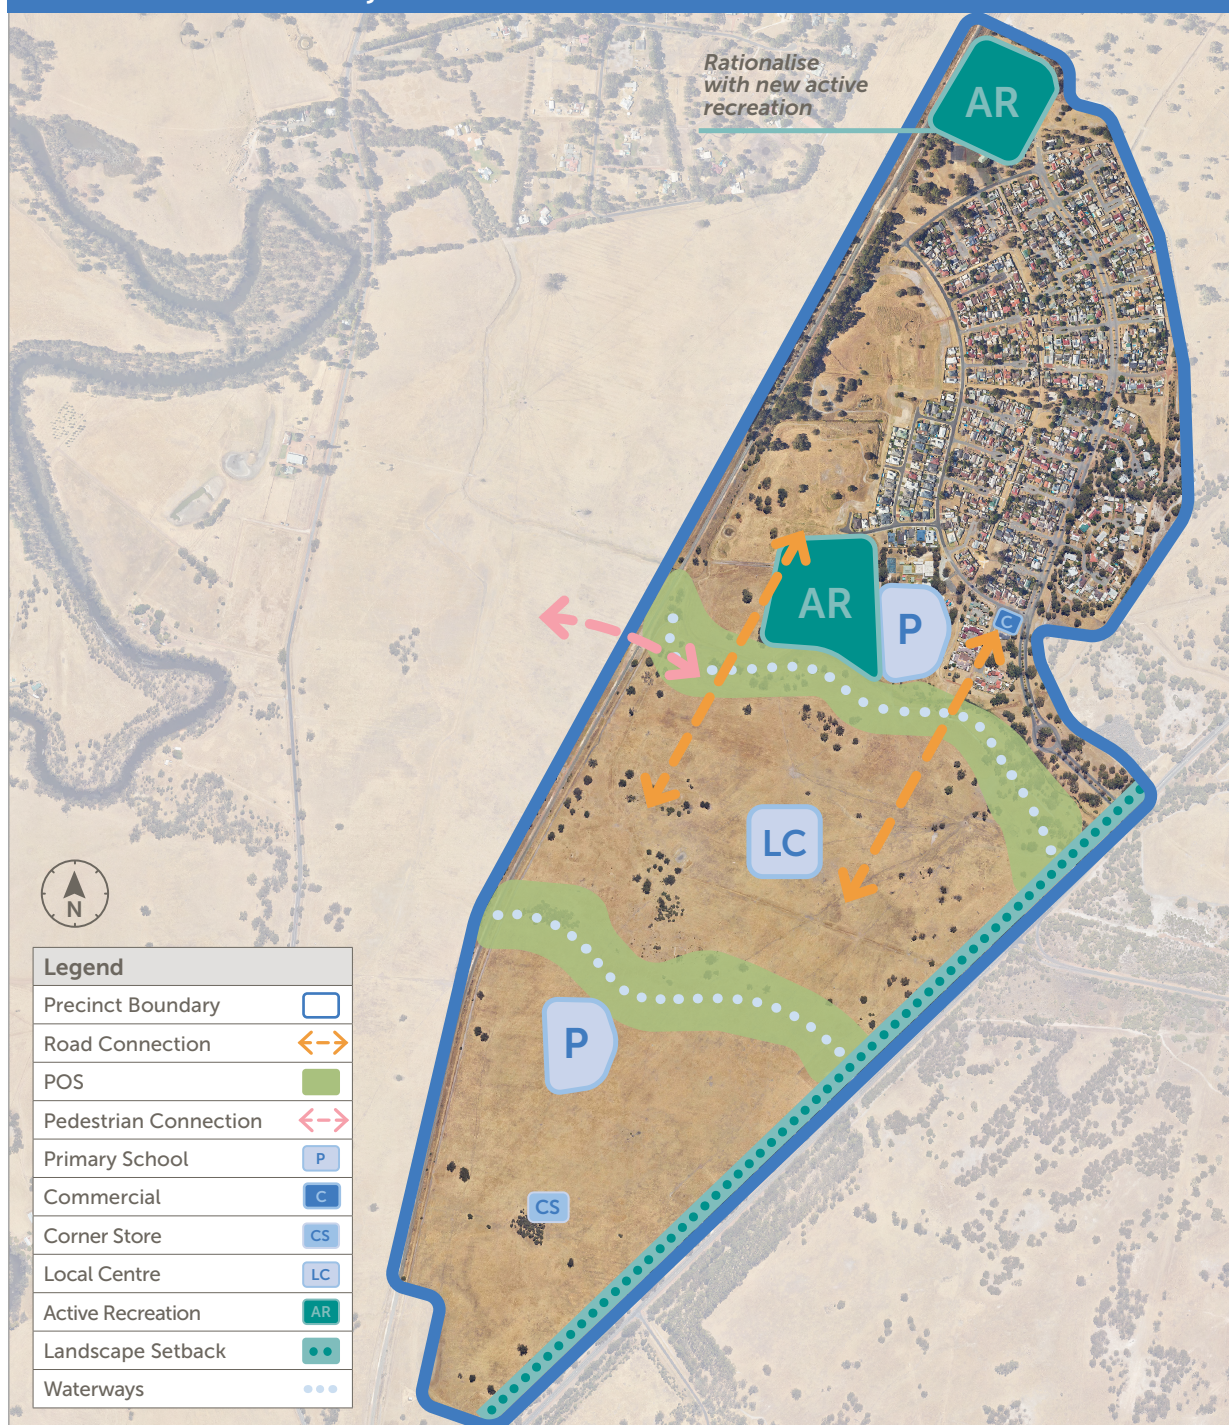 Rationalise
with new active
recreation
AR
AR
P
C
LC
P
CS
N
Legend
Precinct Boundary
Road Connection
POS
Pedestrian Connection
Primary School P
Commercial C
Corner Store CS
Local Centre LC
Active Recreation AR
Landscape Setback
Waterways